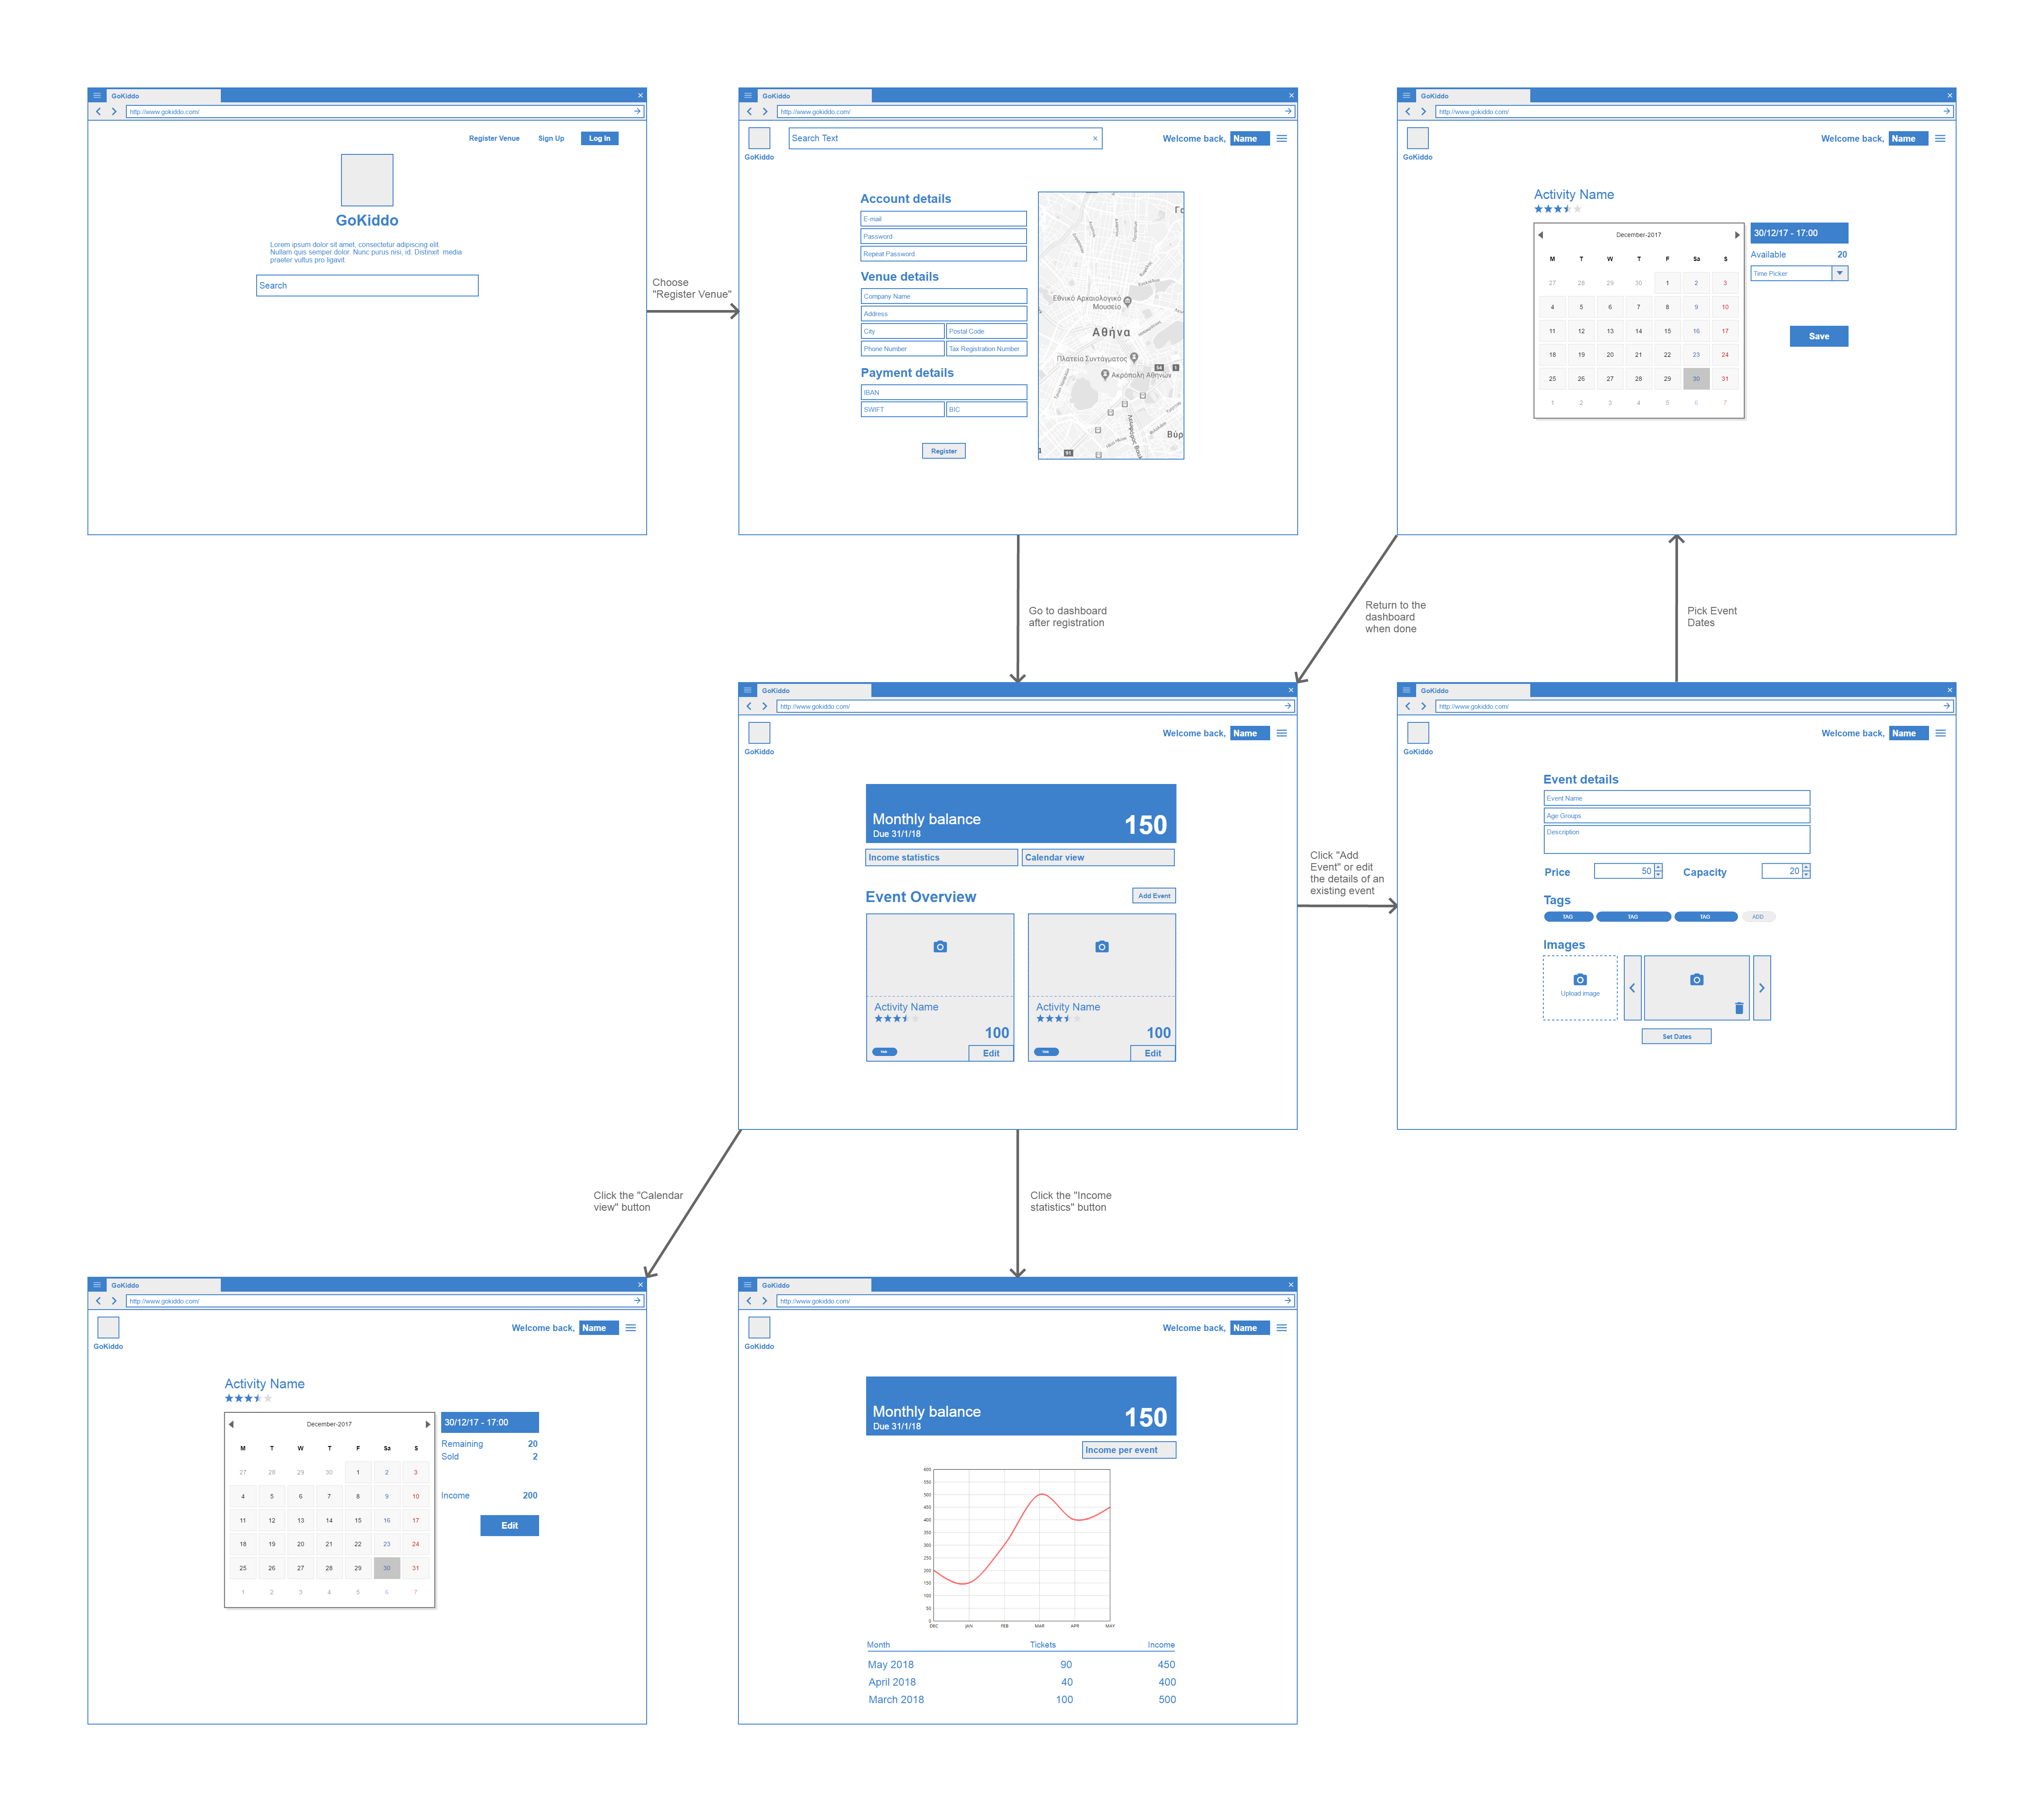 GoKiddo
http://www.gokiddo.com/
Register Venue Sign Up Log In
GoKiddo
Lorem ipsum dolor sit amet, consectetur adipiscing elit.
Nullam quis semper dolor. Nunc purus nisi, id. Distinxit media
praeter vultus pro ligavit.
Search
Choose
"Register Venue"
GoKiddo
http://www.gokiddo.com/
Search Text
Welcome back, Name
GoKiddo
Account details
E-mail
Password
Repeat Password
Venue details
Company Name
Address
City Postal Code
Phone Number Tax Registration Number
Payment details
IBAN
SWIFT BIC
Register
Εθνικό Αρχαιολογικό
Μουσείο
Αθήνα
Πλατεία Συντάγματος
Ακρόπολη Αθηνών
Βύρ
GoKiddo
http://www.gokiddo.com/
Welcome back, Name
GoKiddo
Activity Name
December-2017
M T W T F Sa S
27 28 29 30 1 2 3
4 5 6 7 8 9 10
11 12 13 14 15 16 17
18 19 20 21 22 23 24
25 26 27 28 29 30 31
1 2 3 4 5 6 7
30/12/17 - 17:00
Available 20
Time Picker
Save
Go to dashboard
after registration
Return to the
dashboard
when done
Pick Event
Dates
GoKiddo
http://www.gokiddo.com/
Welcome back, Name
GoKiddo
Monthly balance
Due 31/1/18
150
Income statistics
Calendar view
Event Overview
Add Event
Activity Name
100
TAG
Edit
Activity Name
100
TAG
Edit
Click "Add
Event" or edit
the details of an
existing event
GoKiddo
http://www.gokiddo.com/
Welcome back, Name
GoKiddo
Event details
Event Name
Age Groups
Description
Price 50 Capacity 20
Tags
TAG TAG TAG ADD
Images
Upload image
Set Dates
Click the "Calendar
view" button
Click the "Income
statistics" button
GoKiddo
http://www.gokiddo.com/
Welcome back, Name
GoKiddo
Activity Name
December-2017
M T W T F Sa S
27 28 29 30 1 2 3
4 5 6 7 8 9 10
11 12 13 14 15 16 17
18 19 20 21 22 23 24
25 26 27 28 29 30 31
1 2 3 4 5 6 7
30/12/17 - 17:00
Remaining 20
Sold 2
Income 200
Edit
GoKiddo
http://www.gokiddo.com/
Welcome back, Name
GoKiddo
Monthly balance
Due 31/1/18
150
Income per event
600
550
500
450
400
350
300
250
200
150
100
50
0
DEC JAN FEB MAR APR MAY
Month Tickets Income
May 2018 90 450
April 2018 40 400
March 2018 100 500